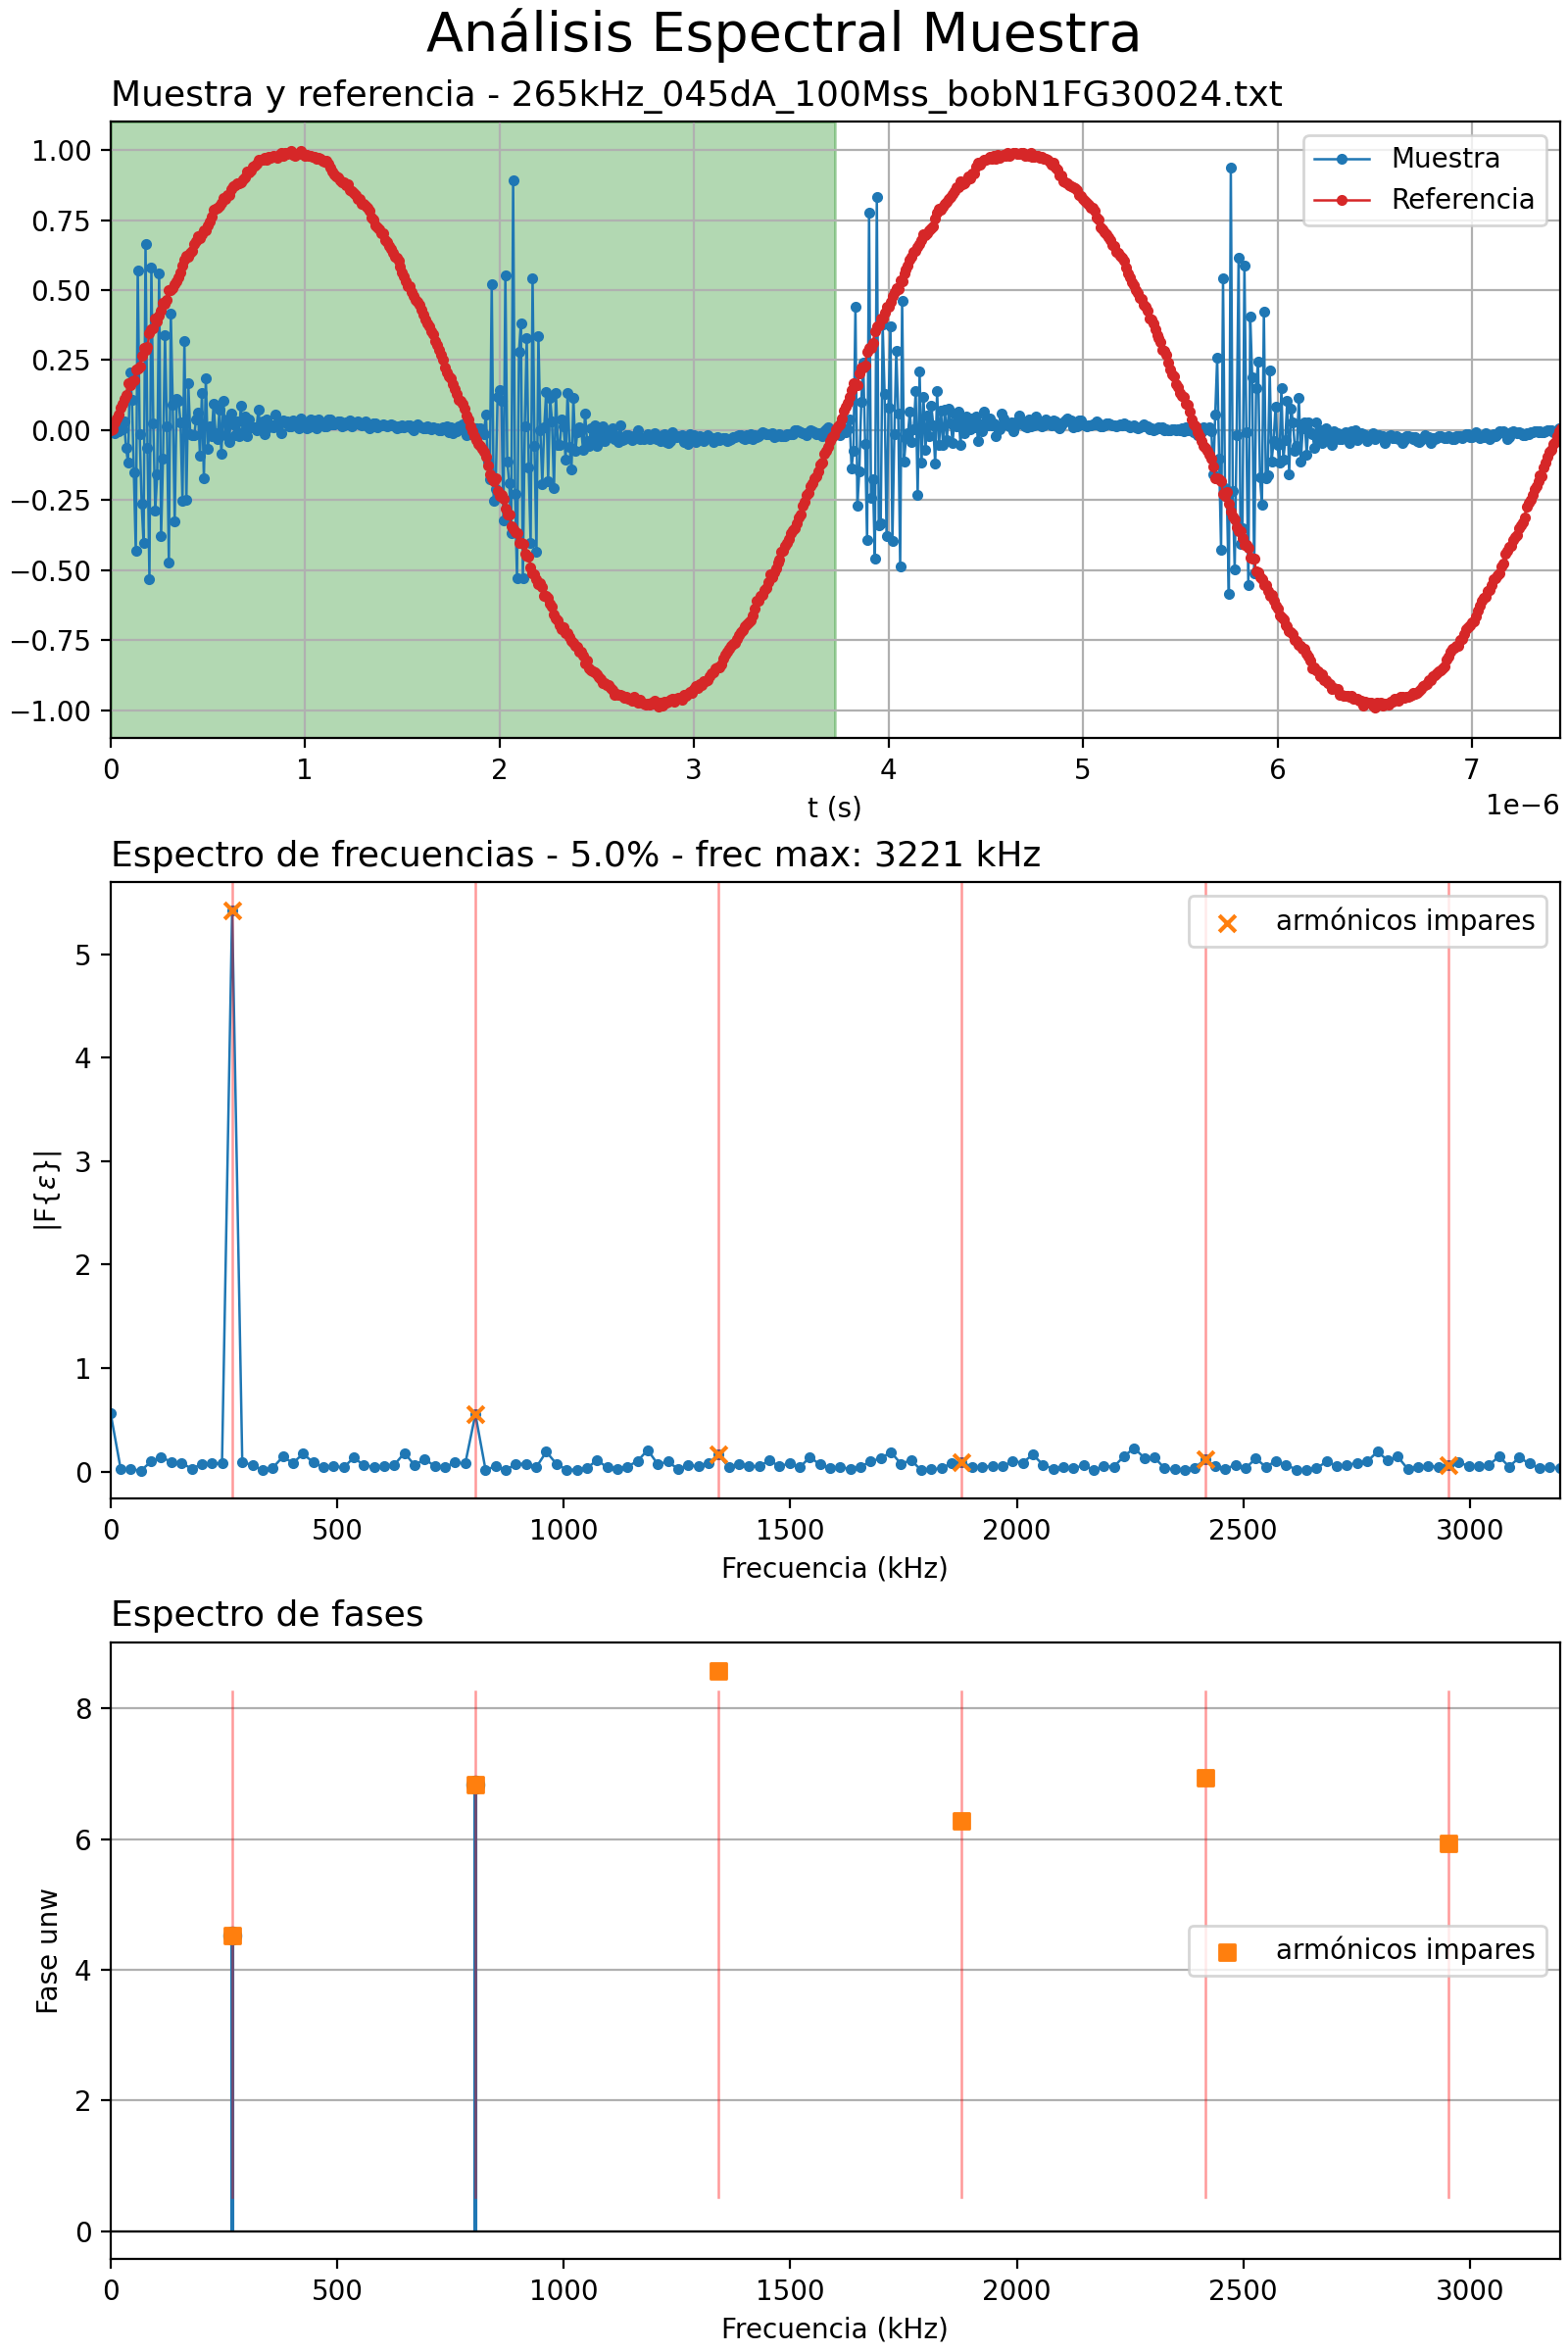 Análisis Espectral Muestra
Muestra y referencia - 265kHz_045dA_100Mss_bobN1FG30024.txt
1.00
0.75
0.50
0.25
0.00
−0.25
−0.50
−0.75
−1.00
Muestra
Referencia
0 1 2 3 4 5 6 7
t (s)
1e−6
Espectro de frecuencias - 5.0% - frec max: 3221 kHz
|F{ε}|
5
4
3
2
1
0
armónicos impares
0 500 1000 1500 2000 2500 3000
Frecuencia (kHz)
Espectro de fases
Fase unw
8
6
4
2
0
armónicos impares
0 500 1000 1500 2000 2500 3000
Frecuencia (kHz)